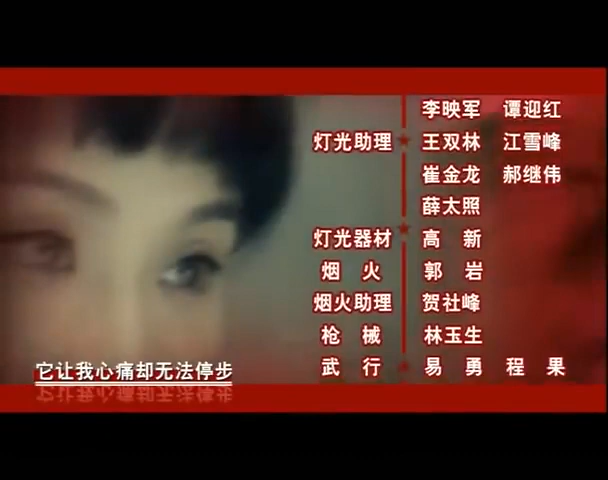 李映军 谭迎红
灯光助理 王双林 江雪峰
崔金龙 郝继伟
薛太照
灯光器材 高 新
烟 火 郭 岩
烟火助理 贺社峰
枪 械 林玉生
武 行 易 勇 程 果
它让我心痛却无法停步